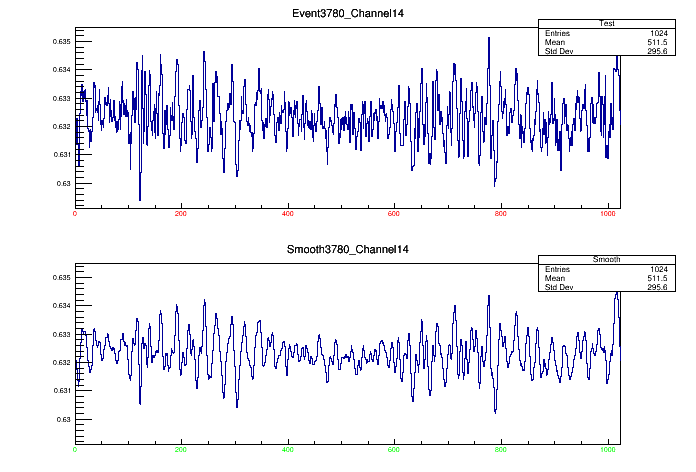 Event3780_Channel14
Test
Entries 1024
Mean 511.5
Std Dev 295.6
0.635
0.634
0.633
0.632
0.631
0.63
0 200 400 600 800 1000
Smooth3780_Channel14
Smooth
Entries 1024
Mean 511.5
Std Dev 295.6
0.635
0.634
0.633
0.632
0.631
0.63
0 200 400 600 800 1000